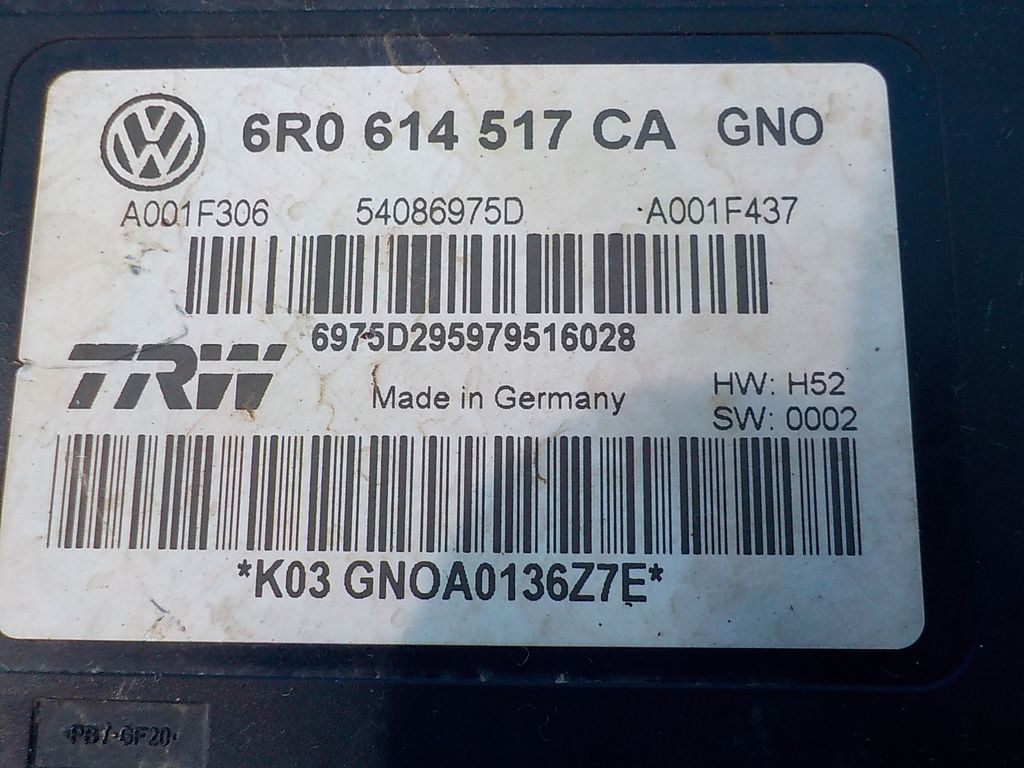 6R0 614 517 CA GNO
A001F306 54086975D A001F437
6975D295979516028
TRW
Made in Germany
HW: H52
SW: 0002
*K03 GNOA0136Z7E*
PBT-GF20